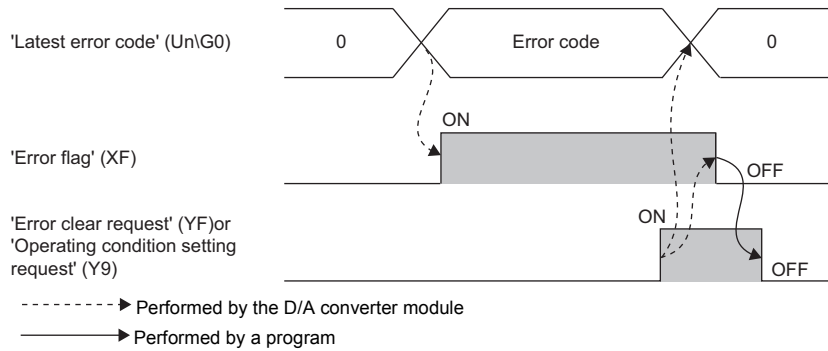 'Latest error code' (Un\G0)
0
Error code
0
ON
'Error flag' (XF)
OFF
'Error clear request' (YF)or
'Operating condition setting
request' (Y9)
ON
OFF
Performed by the D/A converter module
Performed by a program